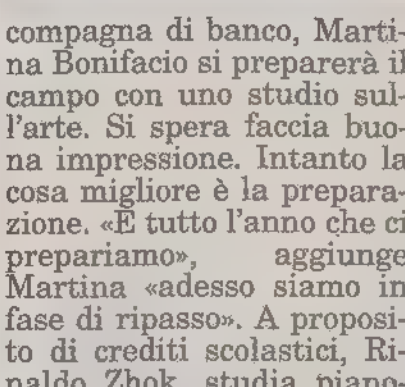 compagna di banco, Marti-
na Bonifacio si preparerà il
campo con uno studio sul-
l'arte. Si spera faccia buo-
na impressione. Intanto la
cosa migliore è la prepara-
zione. «È tutto l'anno che ci
prepariamo», aggiunge
Martina «adesso siamo in
fase di ripasso». A proposi-
to di crediti scolastici, Ri-
naldo Zhok, studia piano-